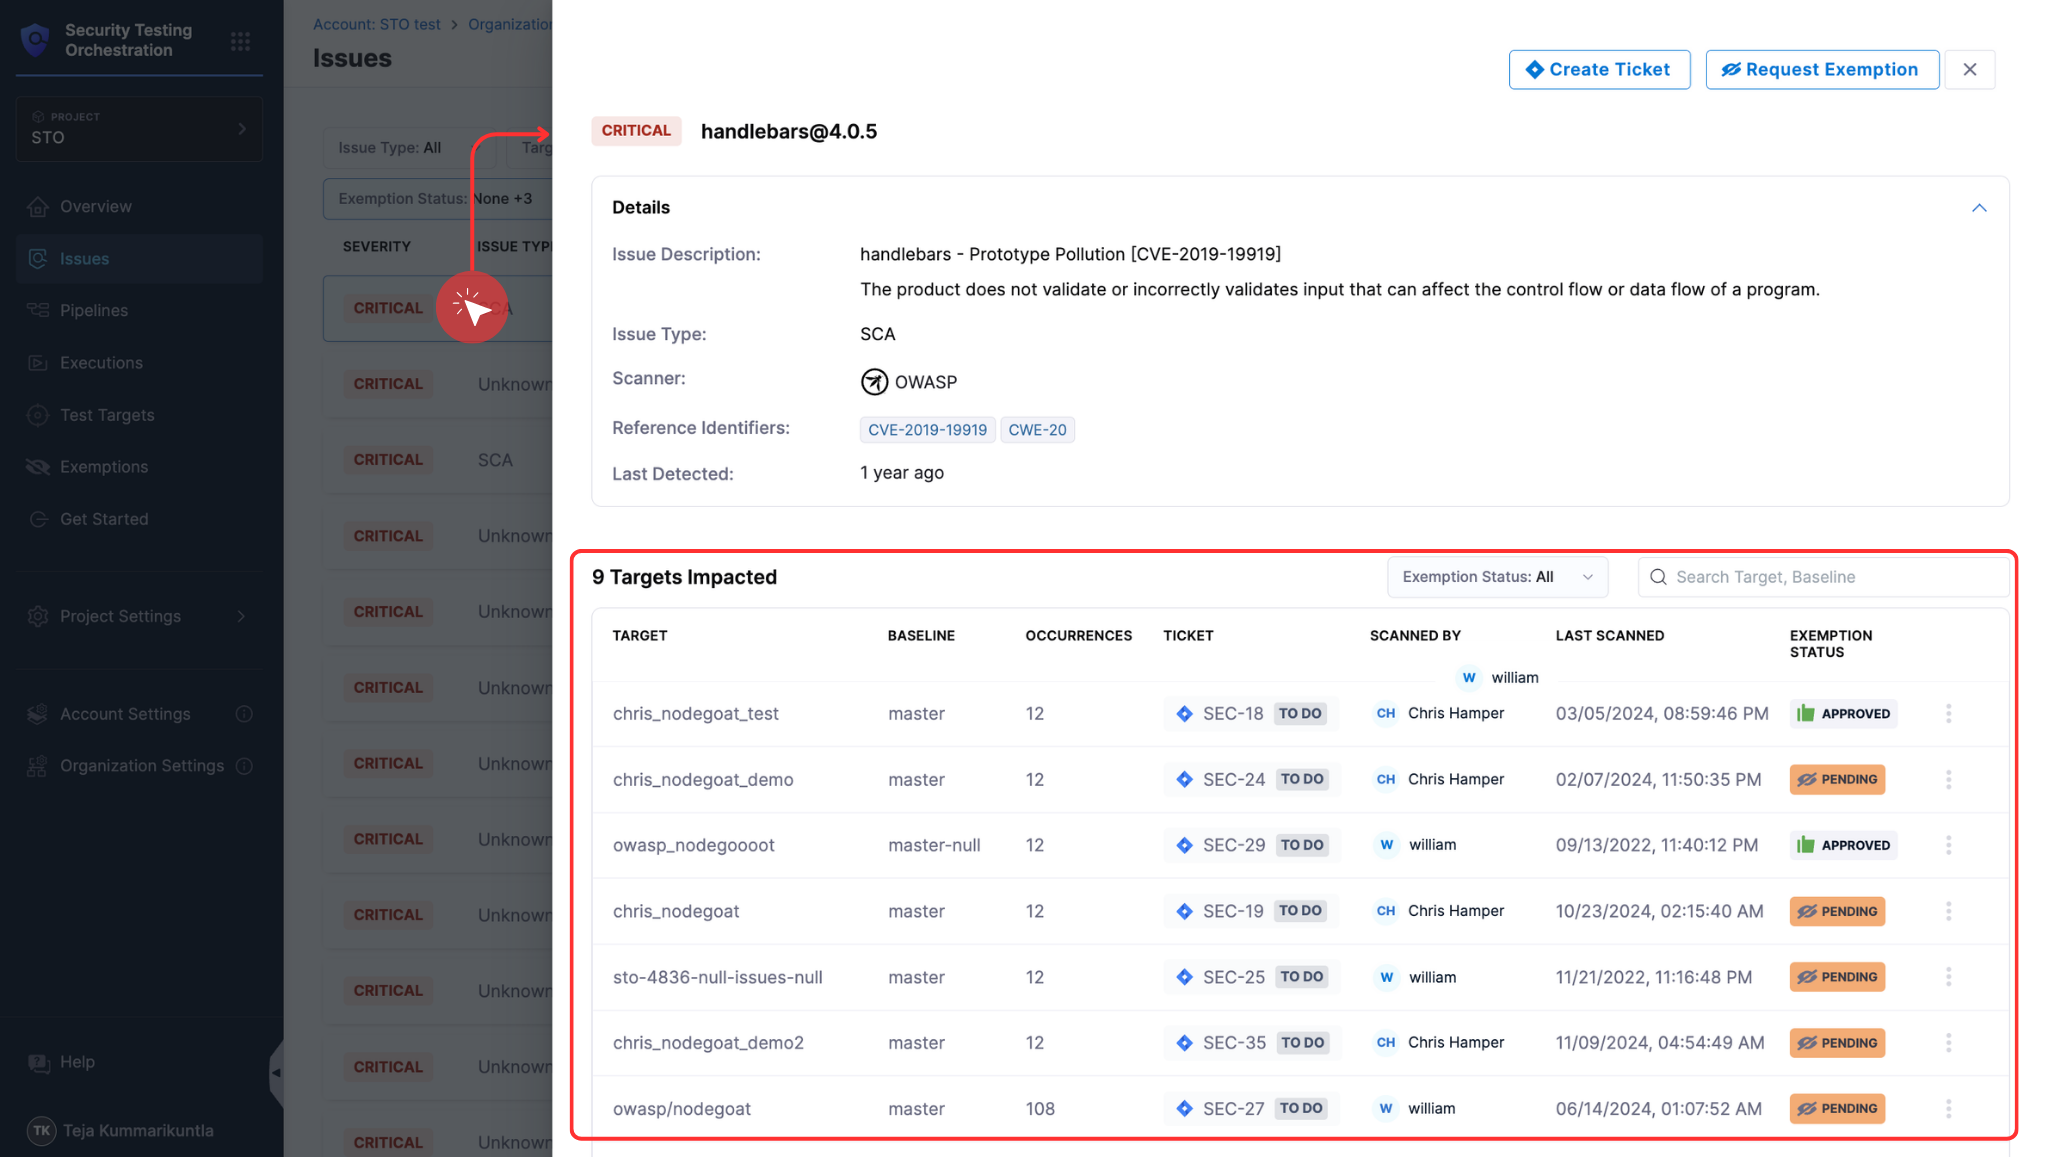 Security Testing
Orchestration
PROJECT
STO
Overview
Issues
Pipelines
Executions
Test Targets
Exemptions
Get Started
Project Settings
Account Settings
Organization Settings
Help
TK Teja Kummarikuntla
Account: STO test > Organization
Issues
Issue Type: All
Targ
Exemption Status: None +3
SEVERITY ISSUE TYPE
CRITICAL
CRITICAL Unknown
CRITICAL SCA
CRITICAL Unknown
CRITICAL Unknown
CRITICAL Unknown
CRITICAL Unknown
CRITICAL Unknown
CRITICAL Unknown
CRITICAL Unknown
CRITICAL Unknown
CRITICAL Unknown
Create Ticket
Request Exemption
CRITICAL handlebars@4.0.5
Details
Issue Description: handlebars - Prototype Pollution [CVE-2019-19919]
The product does not validate or incorrectly validates input that can affect the control flow or data flow of a program.
Issue Type: SCA
Scanner: OWASP
Reference Identifiers: CVE-2019-19919 CWE-20
Last Detected: 1 year ago
9 Targets Impacted
Exemption Status: All
Search Target, Baseline
TARGET BASELINE OCCURRENCES TICKET SCANNED BY LAST SCANNED EXEMPTION
STATUS
W william
chris_nodegoat_test master 12 SEC-18 TO DO CH Chris Hamper 03/05/2024, 08:59:46 PM APPROVED
chris_nodegoat_demo master 12 SEC-24 TO DO CH Chris Hamper 02/07/2024, 11:50:35 PM PENDING
owasp_nodegoooot master-null 12 SEC-29 TO DO W william 09/13/2022, 11:40:12 PM APPROVED
chris_nodegoat master 12 SEC-19 TO DO CH Chris Hamper 10/23/2024, 02:15:40 AM PENDING
sto-4836-null-issues-null master 12 SEC-25 TO DO W william 11/21/2022, 11:16:48 PM PENDING
chris_nodegoat_demo2 master 12 SEC-35 TO DO CH Chris Hamper 11/09/2024, 04:54:49 AM PENDING
owasp/nodegoat master 108 SEC-27 TO DO W william 06/14/2024, 01:07:52 AM PENDING